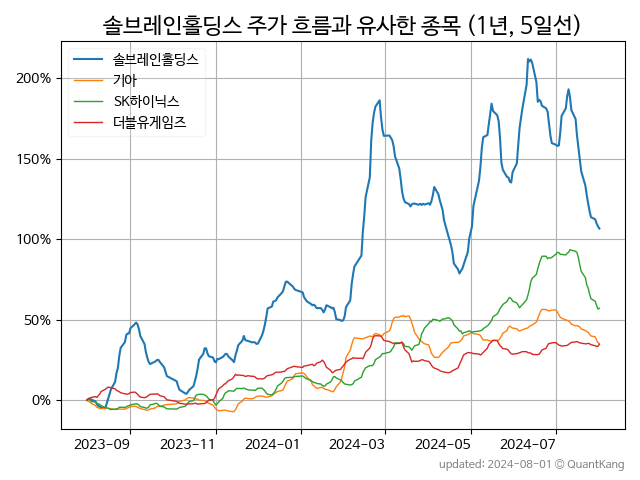 솔브레인홀딩스 주가 흐름과 유사한 종목 (1년, 5일선)
솔브레인홀딩스
기아
SK하이닉스
더블유게임즈
200%
150%
100%
50%
0%
2023-09 2023-11 2024-01 2024-03 2024-05 2024-07
updated: 2024-08-01 © QuantKang